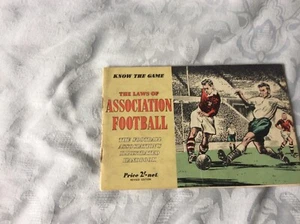 KNOW THE GAME
THE LAWS OF
ASSOCIATION
FOOTBALL
THE FOOTBALL
ASSOCIATION'S
ILLUSTRATED
HANDBOOK
Price 2/- net